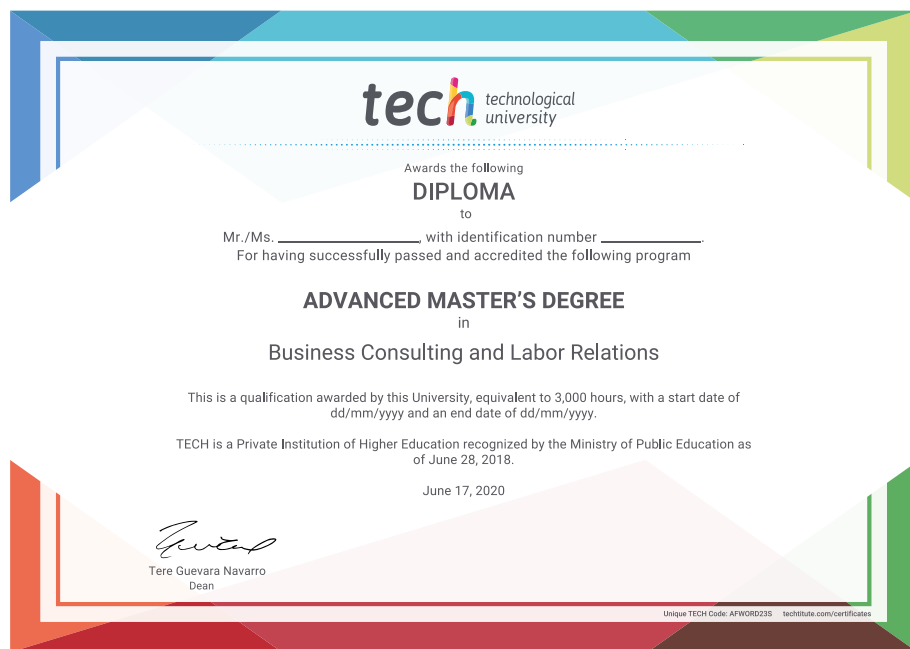 tech technological
university
Awards the following
DIPLOMA
to
Mr./Ms. ____________________, with identification number ______________.
For having successfully passed and accredited the following program
ADVANCED MASTER’S DEGREE
in
Business Consulting and Labor Relations
This is a qualification awarded by this University, equivalent to 3,000 hours, with a start date of
dd/mm/yyyy and an end date of dd/mm/yyyy.
TECH is a Private Institution of Higher Education recognized by the Ministry of Public Education as
of June 28, 2018.
June 17, 2020
Tere Guevara Navarro
Dean
Unique TECH Code: AFWORD23S techtitute.com/certificates